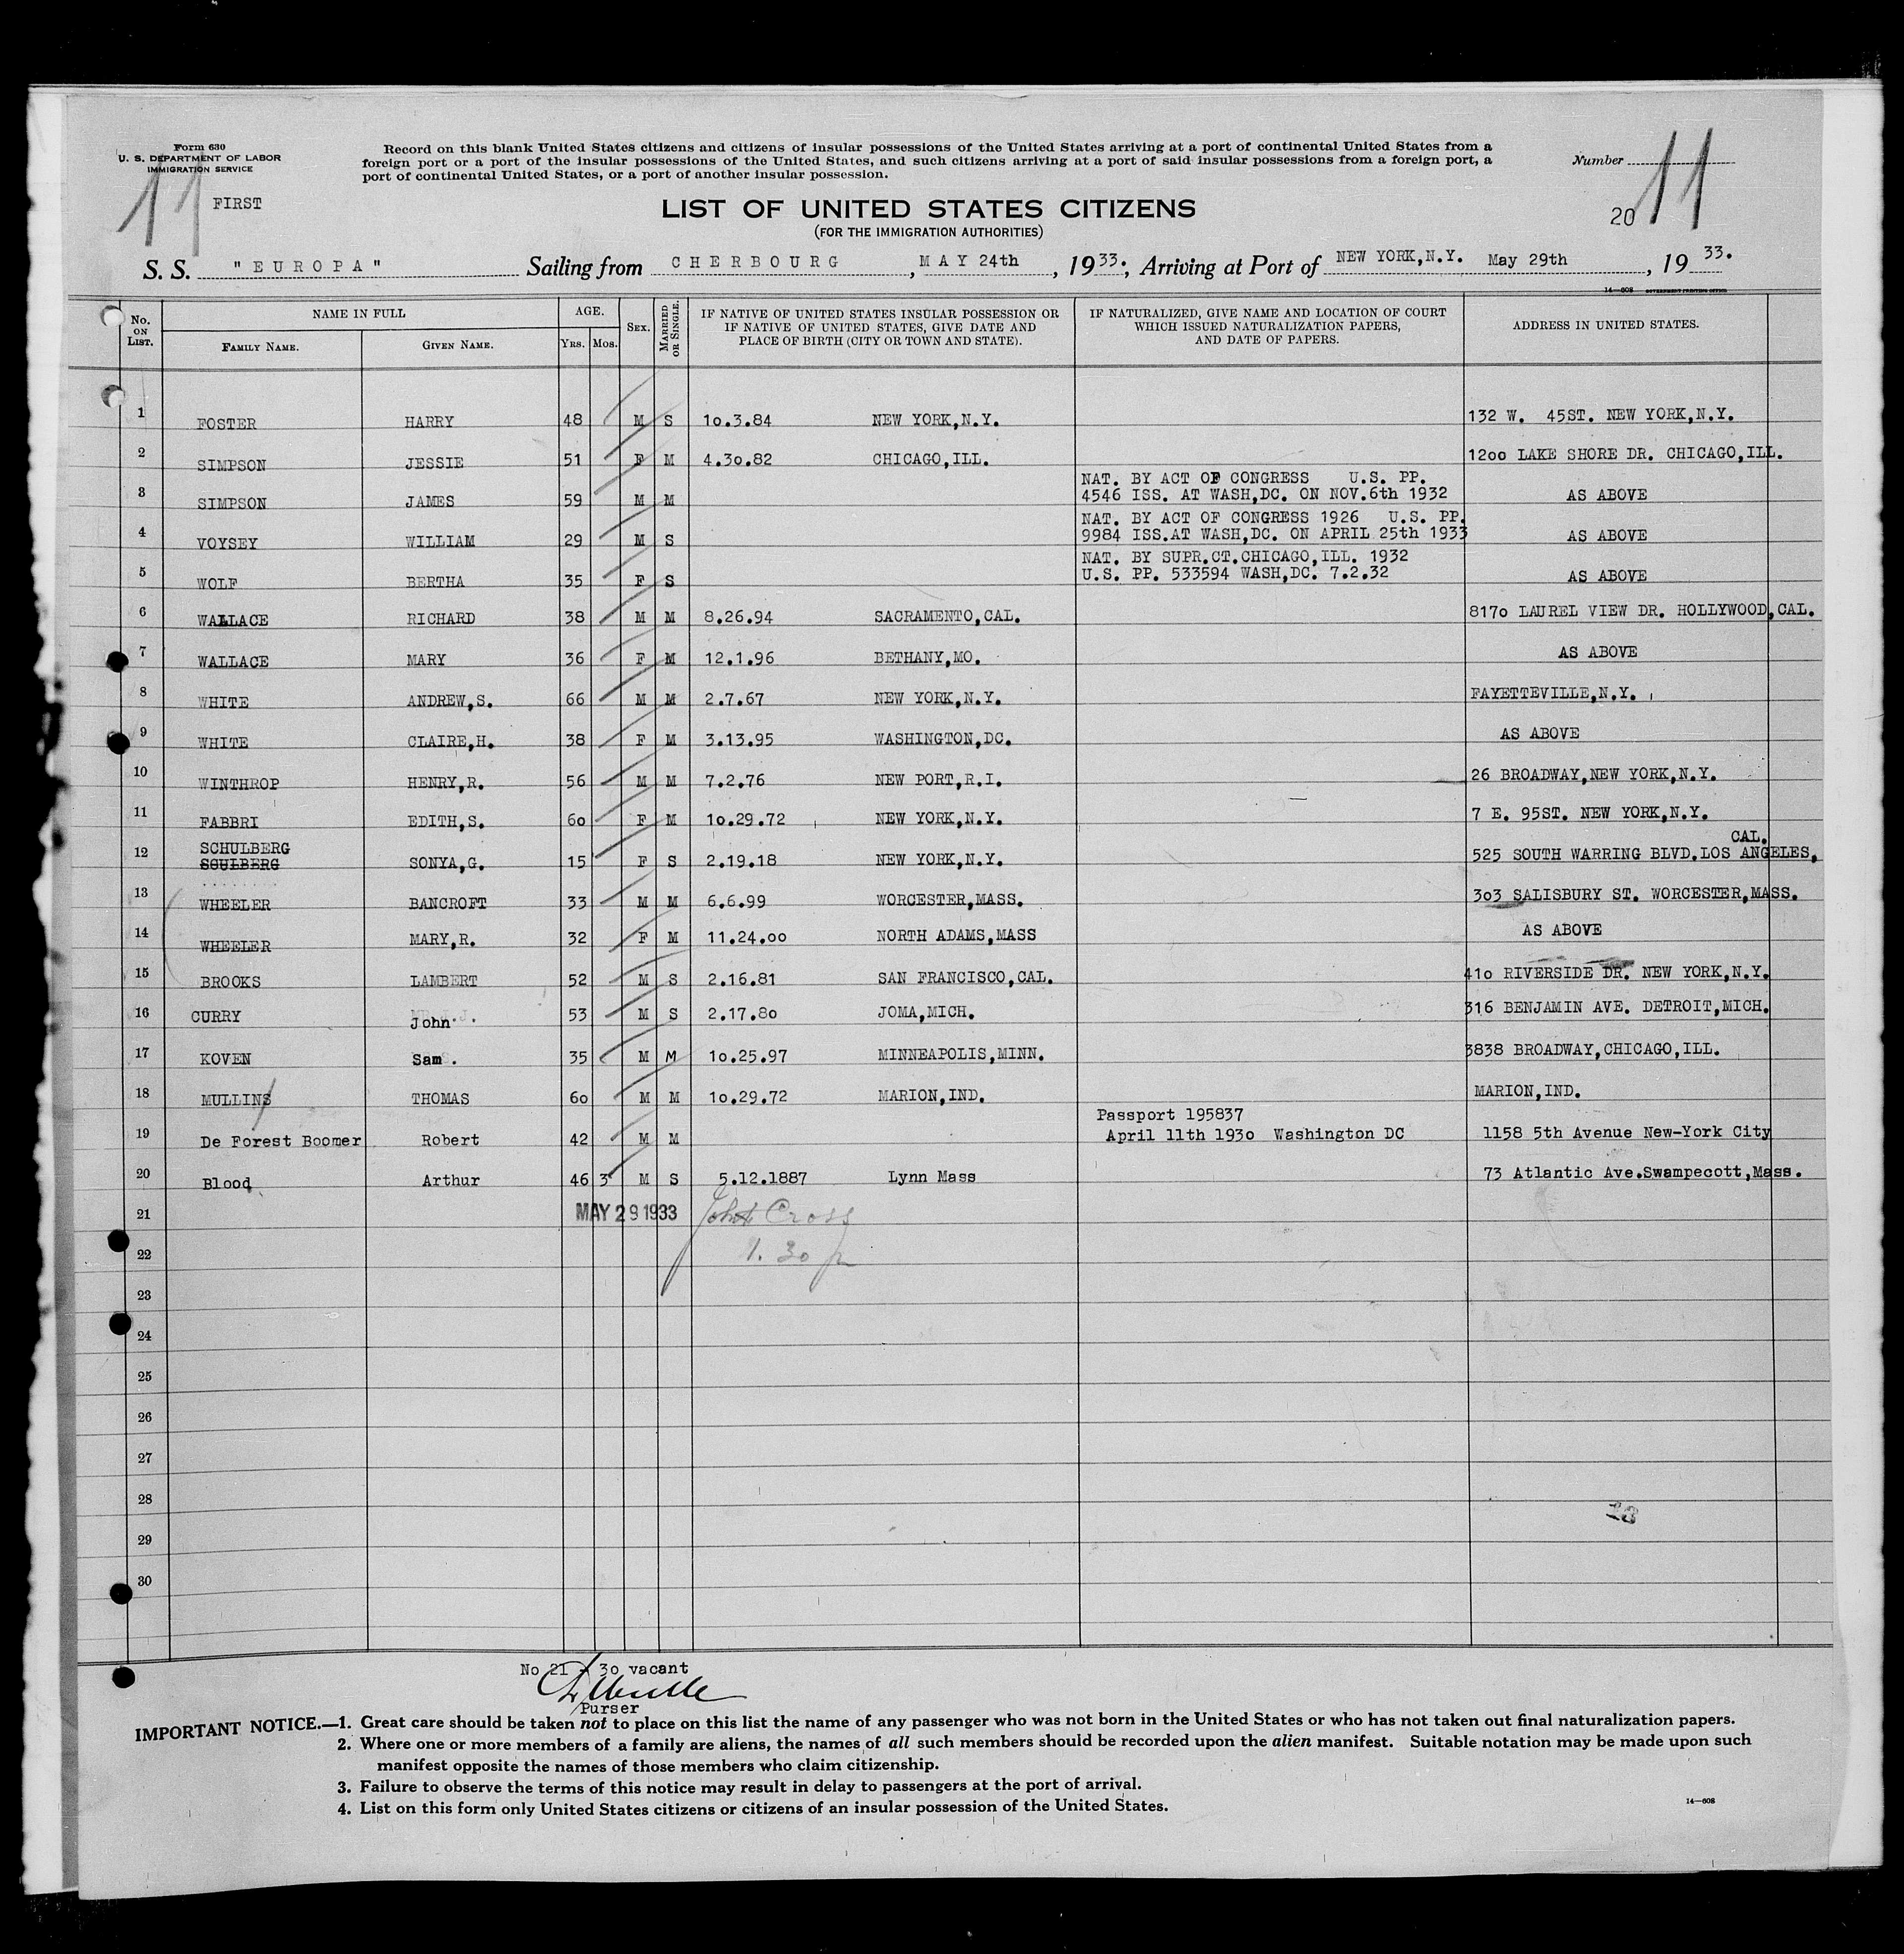 Form 630
U. S. DEPARTMENT OF LABOR
IMMIGRATION SERVICE
11 FIRST
Record on this blank United States citizens and citizens of insular possessions of the United States arriving at a port of continental United States from a
foreign port or a port of the insular possessions of the United States, and such citizens arriving at a port of said insular possessions from a foreign port, a
port of continental United States, or a port of another insular possession.
Number 11
20
LIST OF UNITED STATES CITIZENS
(FOR THE IMMIGRATION AUTHORITIES)
S. S. "EUROPA" Sailing from CHERBOURG, MAY 24th, 1933., Arriving at Port of NEW YORK,N.Y. May 29th, 1933.
14—608 GOVERNMENT PRINTING OFFICE
No. ON LIST. NAME IN FULL FAMILY NAME. GIVEN NAME. AGE. YRS. MOS. SEX. MARRIED OR SINGLE. IF NATIVE OF UNITED STATES INSULAR POSSESSION OR IF NATIVE OF UNITED STATES, GIVE DATE AND PLACE OF BIRTH (CITY OR TOWN AND STATE). IF NATURALIZED, GIVE NAME AND LOCATION OF COURT WHICH ISSUED NATURALIZATION PAPERS, AND DATE OF PAPERS. ADDRESS IN UNITED STATES.
1 FOSTER HARRY 48 M S 10.3.84 NEW YORK,N.Y. 132 W. 45ST. NEW YORK,N.Y.
2 SIMPSON JESSIE 51 F M 4.30.82 CHICAGO,ILL. 1200 LAKE SHORE DR. CHICAGO,ILL.
NAT. BY ACT OF CONGRESS U.S. PP.
3 SIMPSON JAMES 59 M M 4546 ISS. AT WASH,DC. ON NOV.6th 1932 AS ABOVE
NAT. BY ACT OF CONGRESS 1926 U.S. PP.
4 VOYSEY WILLIAM 29 M S 9984 ISS.AT WASH,DC. ON APRIL 25th 1933 AS ABOVE
NAT. BY SUPR.CT.CHICAGO,ILL. 1932
5 WOLF BERTHA 35 F S U.S. PP. 533594 WASH,DC. 7.2.32 AS ABOVE
6 WALLACE RICHARD 38 M M 8.26.94 SACRAMENTO,CAL. 8170 LAUREL VIEW DR. HOLLYWOOD,CAL.
7 WALLACE MARY 36 F M 12.1.96 BETHANY,MO. AS ABOVE
8 WHITE ANDREW,S. 66 M M 2.7.67 NEW YORK,N.Y. FAYETTEVILLE,N.Y.
9 WHITE CLAIRE,H. 38 F M 3.13.95 WASHINGTON,DC. AS ABOVE
10 WINTHROP HENRY,R. 56 M M 7.2.76 NEW PORT,R.I. 26 BROADWAY,NEW YORK,N.Y.
11 FABBRI EDITH,S. 60 F M 10.29.72 NEW YORK,N.Y. 7 E. 95ST. NEW YORK,N.Y.
SCHULBERG CAL.
12 SCULBERG SONYA,G. 15 F S 2.19.18 NEW YORK,N.Y. 525 SOUTH WARRING BLVD.LOS ANGELES,
13 WHEELER BANCROFT 33 M M 6.6.99 WORCESTER,MASS. 303 SALISBURY ST. WORCESTER,MASS.
14 WHEELER MARY,R. 32 F M 11.24.00 NORTH ADAMS,MASS AS ABOVE
15 BROOKS LAMBERT 52 M S 2.16.81 SAN FRANCISCO,CAL. 410 RIVERSIDE DR. NEW YORK,N.Y.
16 CURRY John 53 M S 2.17.80 JOMA,MICH. 316 BENJAMIN AVE. DETROIT,MICH.
17 KOVEN Sam. 35 M M 10.25.97 MINNEAPOLIS,MINN. 3838 BROADWAY,CHICAGO,ILL.
18 MULLINS THOMAS 60 M M 10.29.72 MARION,IND. MARION,IND.
Passport 195837
19 De Forest Boomer Robert 42 M M April 11th 1930 Washington DC 1158 5th Avenue New-York City
20 Blood Arthur 46 3 M S 5.12.1887 Lynn Mass 73 Atlantic Ave.Swampecott,Mass.
21 MAY 29 1933 Cross
22 1.30 p
23
24
25
26
27
28
29
30
No 21 - 30 vacant
Purser
IMPORTANT NOTICE.—1. Great care should be taken not to place on this list the name of any passenger who was not born in the United States or who has not taken out final naturalization papers.
2. Where one or more members of a family are aliens, the names of all such members should be recorded upon the alien manifest. Suitable notation may be made upon such
manifest opposite the names of those members who claim citizenship.
3. Failure to observe the terms of this notice may result in delay to passengers at the port of arrival.
4. List on this form only United States citizens or citizens of an insular possession of the United States.
14—608